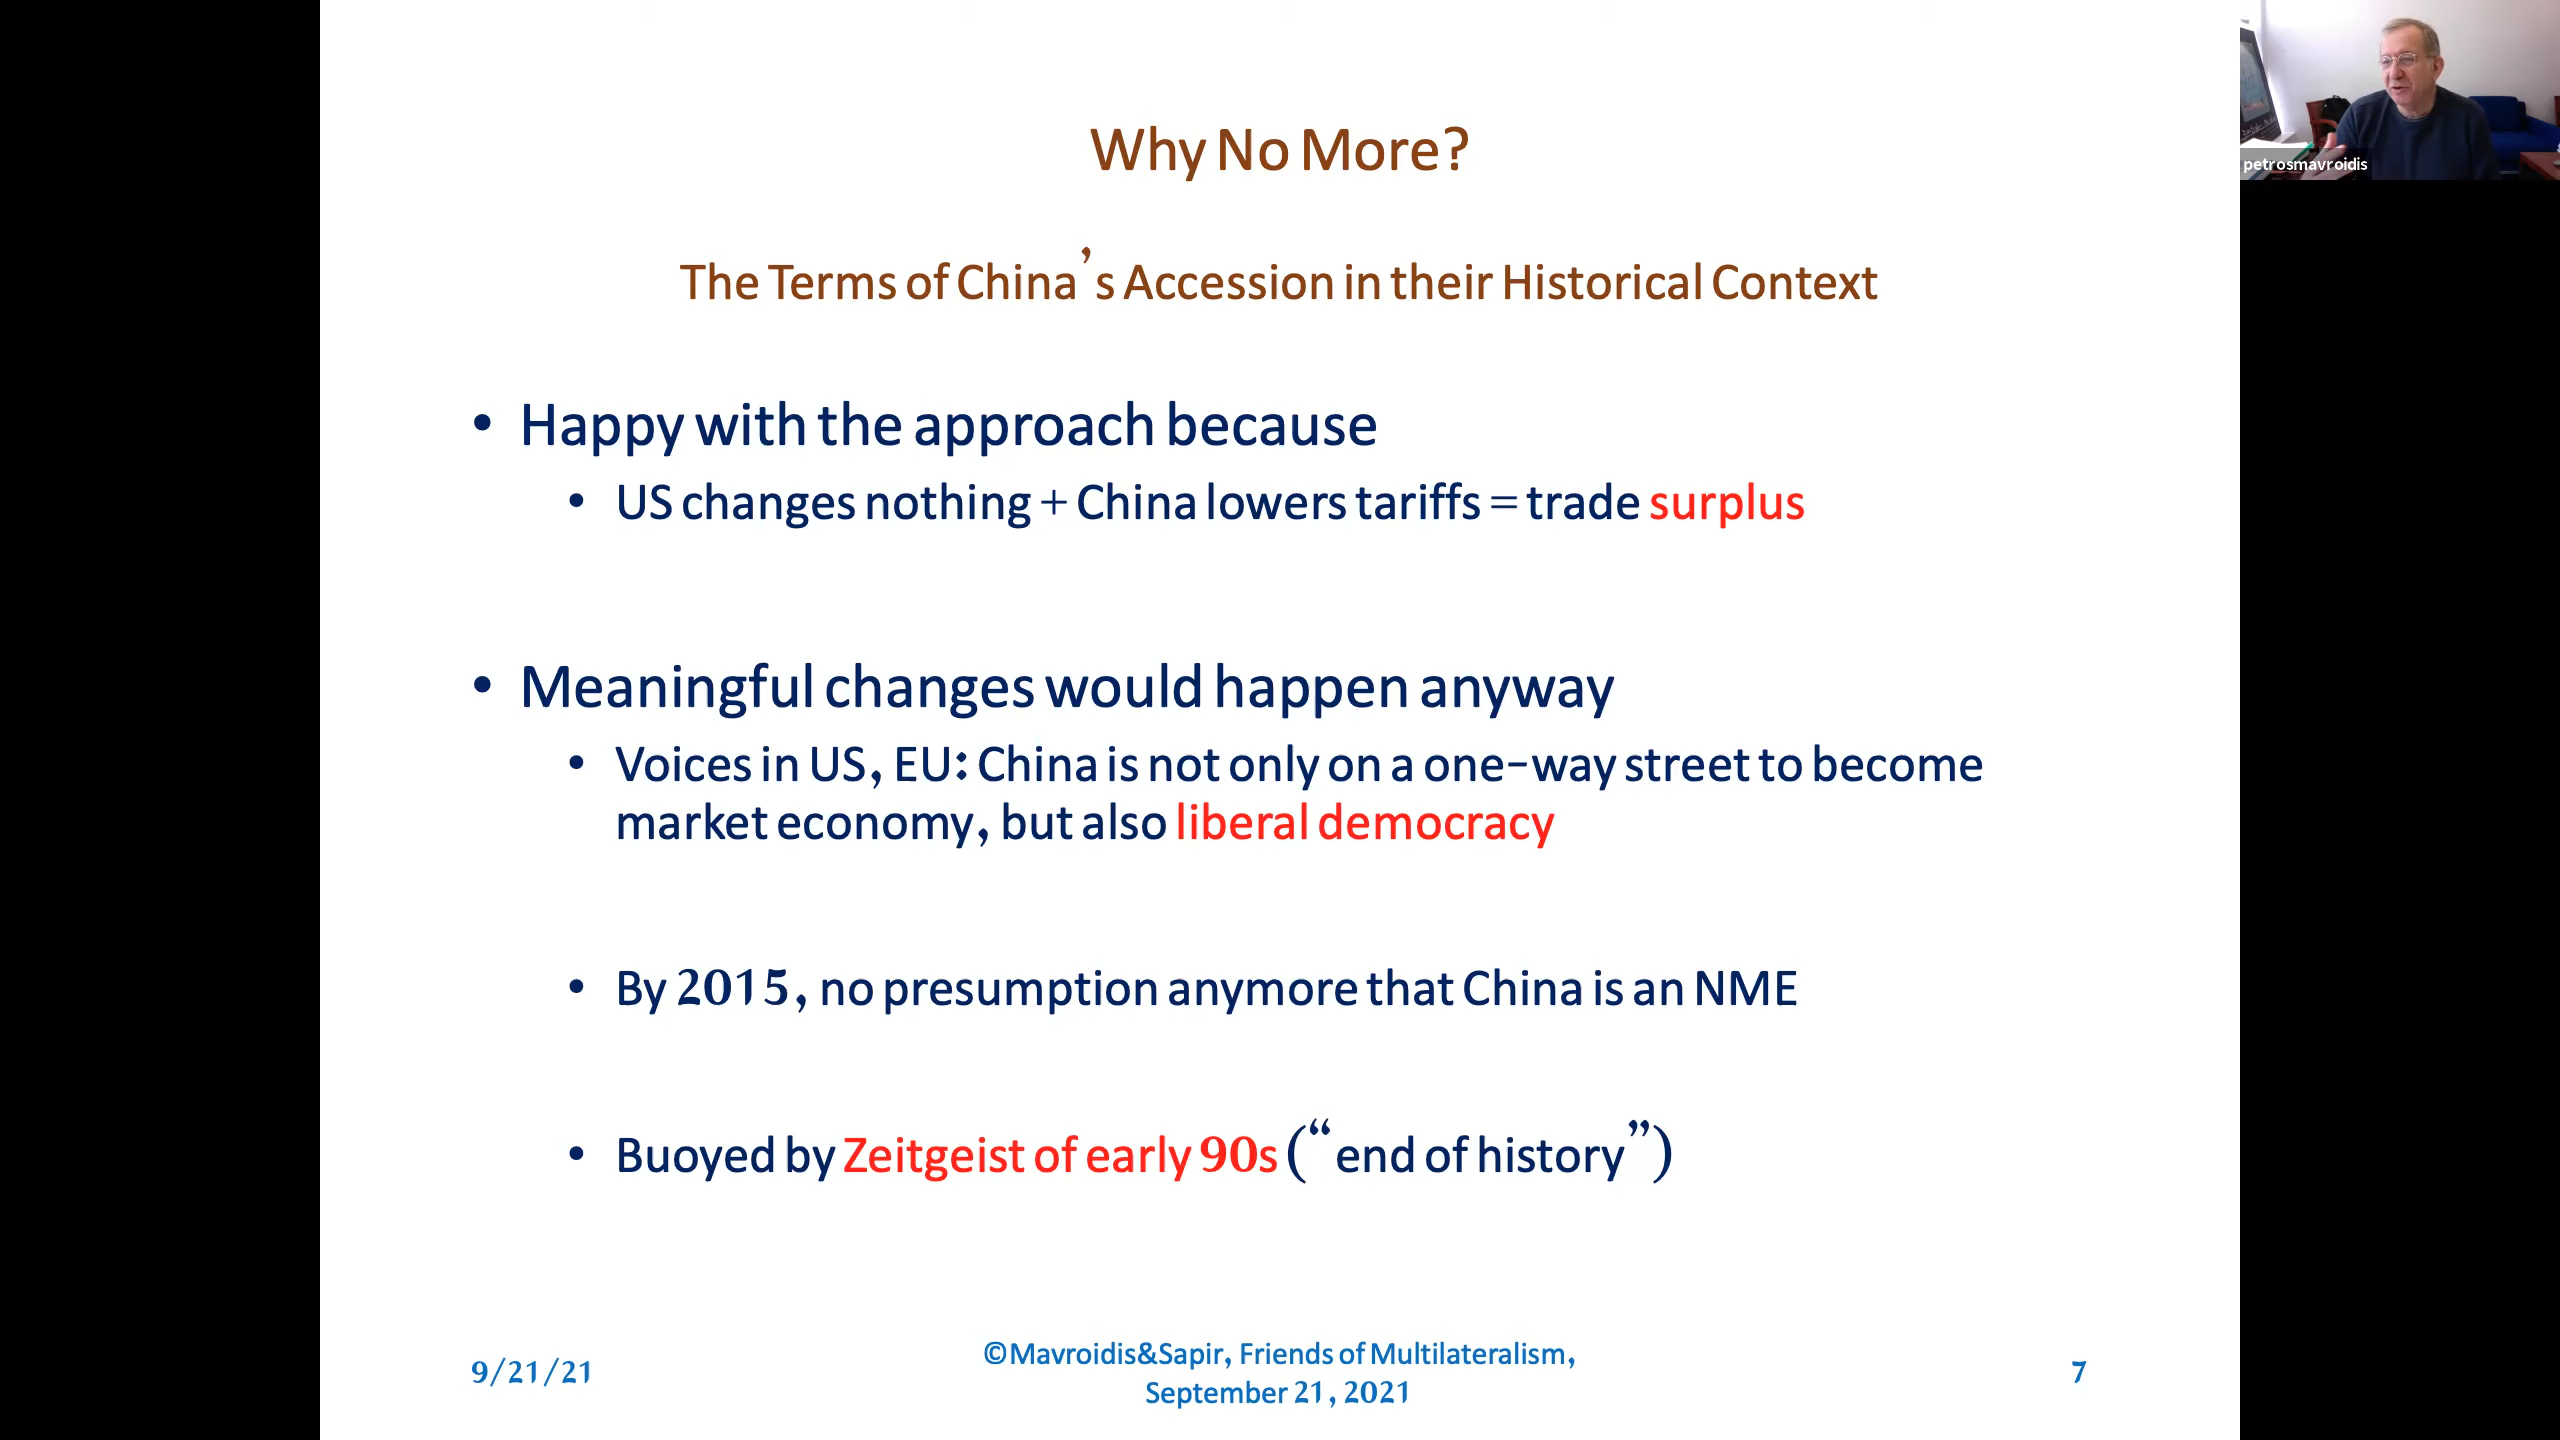 Why No More?
The Terms of China’s Accession in their Historical Context
• Happy with the approach because
• US changes nothing + China lowers tariffs = trade surplus
• Meaningful changes would happen anyway
• Voices in US, EU: China is not only on a one-way street to become
market economy, but also liberal democracy
• By 2015, no presumption anymore that China is an NME
• Buoyed by Zeitgeist of early 90s (“end of history”)
9/21/21
©Mavroidis&Sapir, Friends of Multilateralism,
September 21, 2021
7
petrosmavroidis